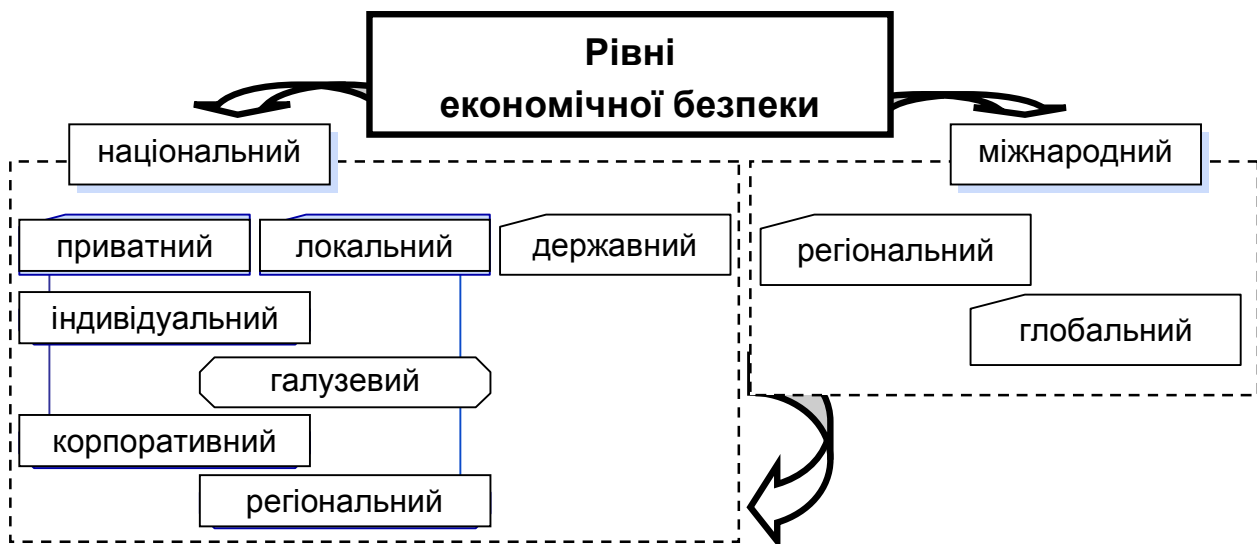 Рівні
економічної безпеки
національний
міжнародний
приватний
локальний
державний
регіональний
індивідуальний
глобальний
галузевий
корпоративний
регіональний